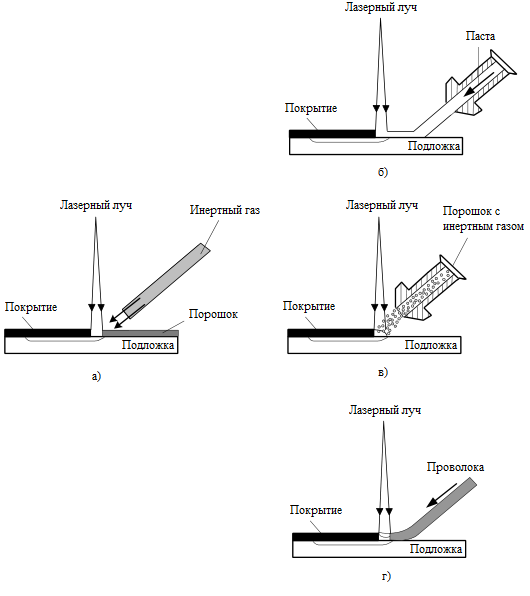 Лазерный луч
Паста
Покрытие
Подложка
б)
Лазерный луч
Инертный газ
Покрытие
Порошок
Подложка
а)
Лазерный луч
Порошок с
инертным газом
Покрытие
Подложка
в)
Лазерный луч
Проволока
Покрытие
Подложка
г)